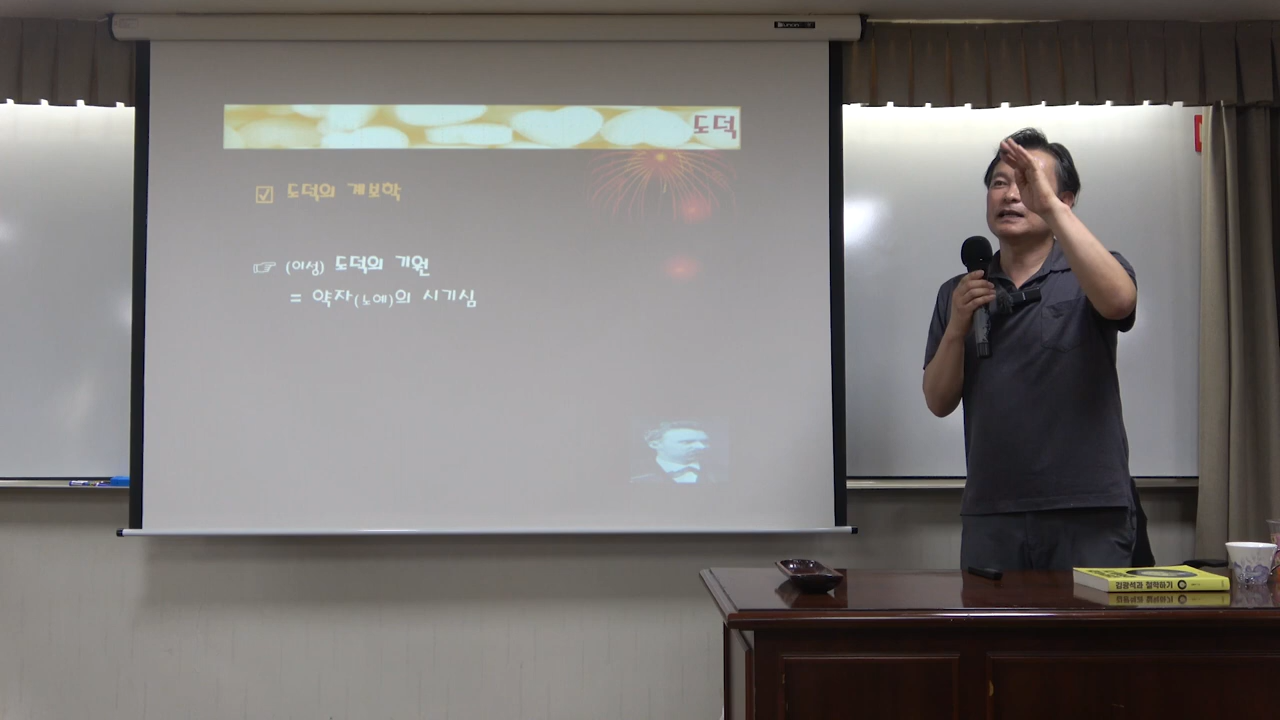 도덕
도덕의 계보학
(이성) 도덕의 기원
= 약자(노예)의 시기심
김광석과 철학하기